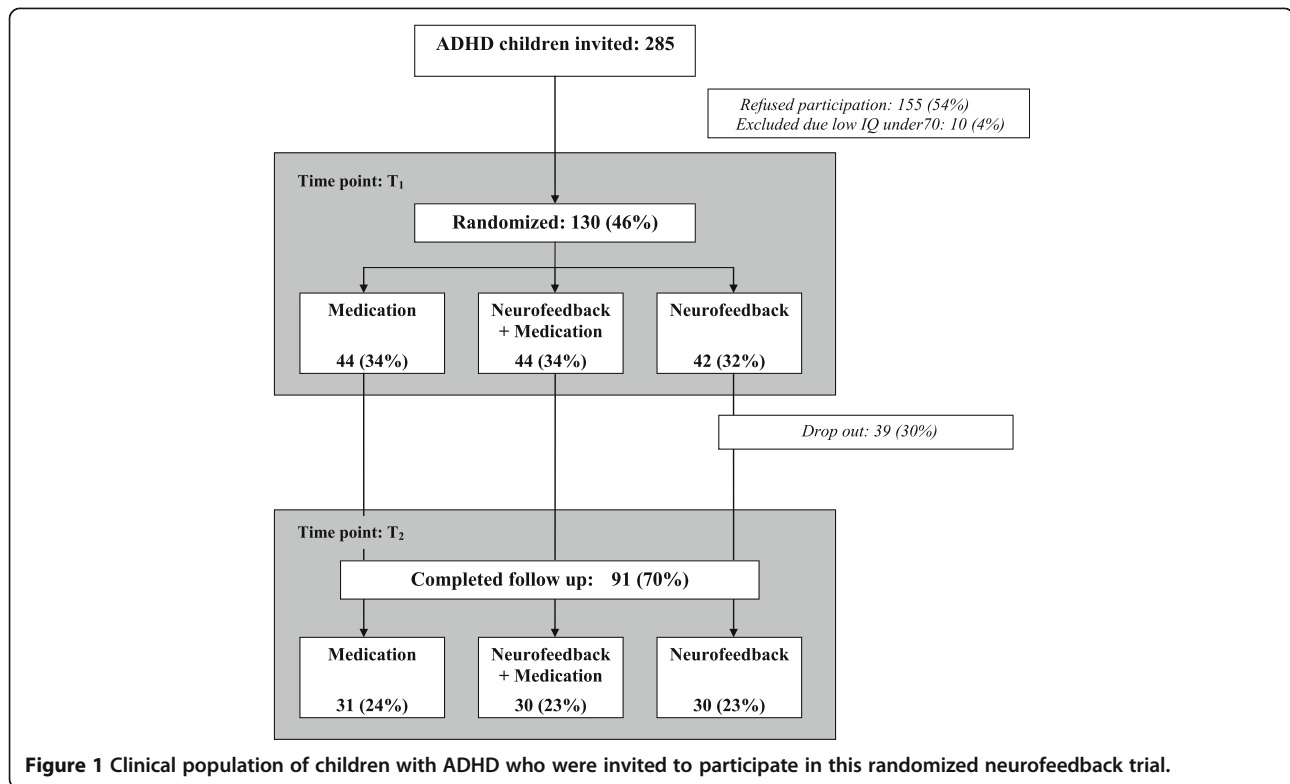 ADHD children invited: 285
Refused participation: 155 (54%)
Excluded due low IQ under70: 10 (4%)
Time point: T₁
Randomized: 130 (46%)
Medication
44 (34%)
Neurofeedback
+ Medication
44 (34%)
Neurofeedback
42 (32%)
Drop out: 39 (30%)
Time point: T₂
Completed follow up: 91 (70%)
Medication
31 (24%)
Neurofeedback
+ Medication
30 (23%)
Neurofeedback
30 (23%)
Figure 1 Clinical population of children with ADHD who were invited to participate in this randomized neurofeedback trial.